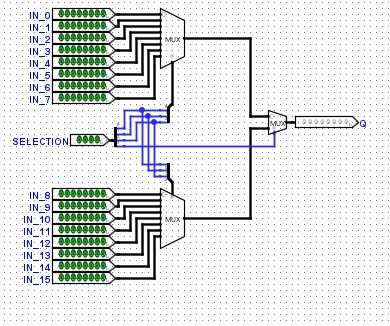 IN_0
IN_1
IN_2
IN_3
IN_4
IN_5
IN_6
IN_7
MUX
SELECTION
MUX
Q
IN_8
IN_9
IN_10
IN_11
IN_12
IN_13
IN_14
IN_15
MUX